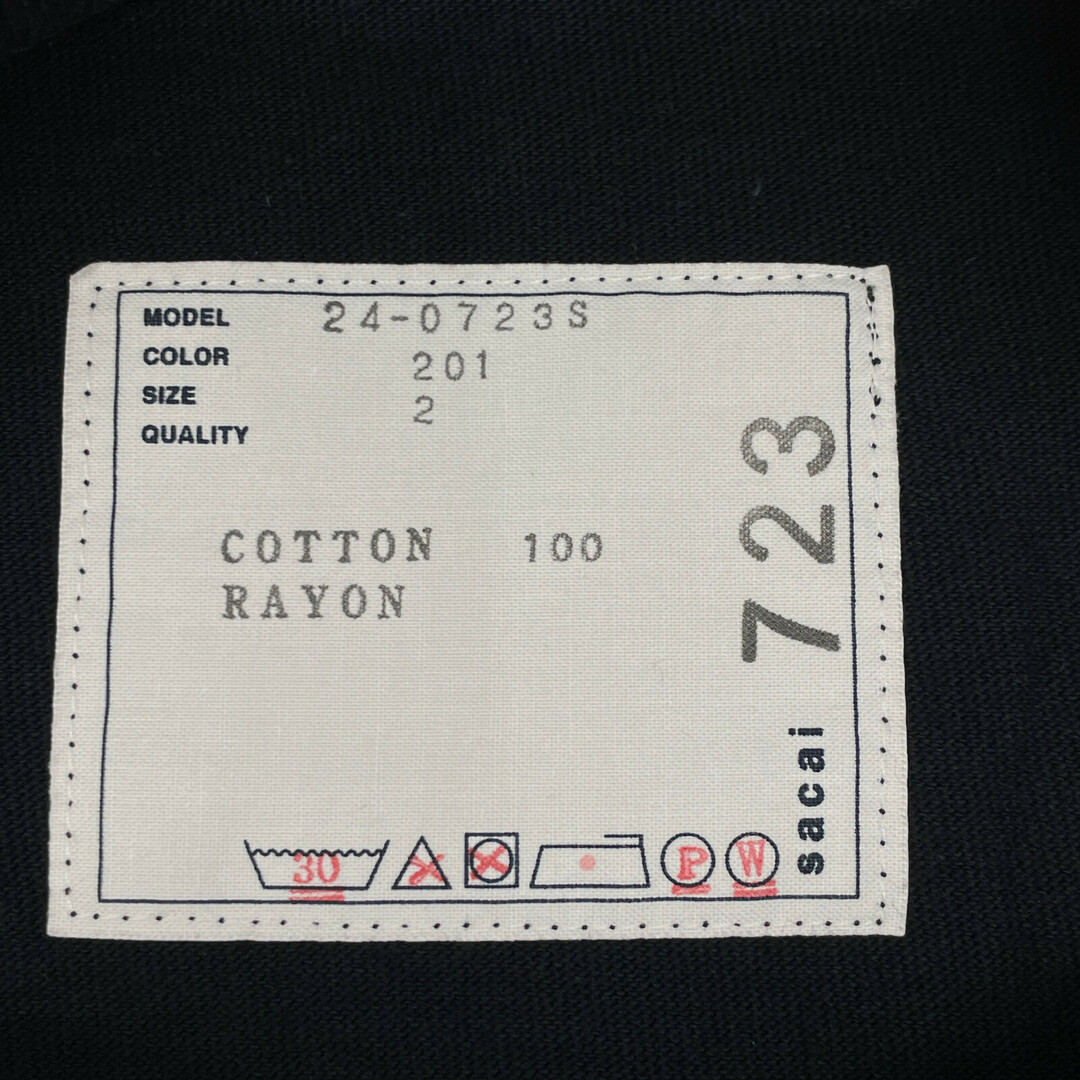 MODEL 24-0723S
COLOR 201
SIZE 2
QUALITY
COTTON 100
RAYON
723
sacai
30 P W